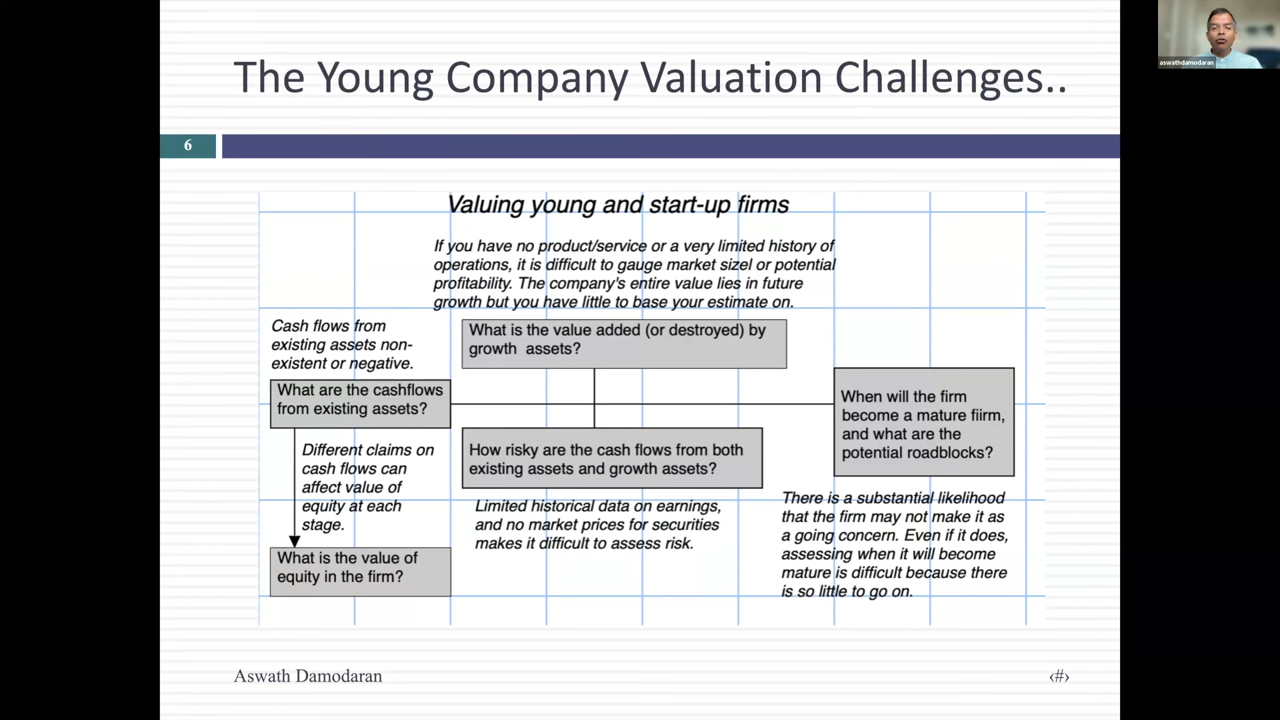 The Young Company Valuation Challenges..
aswathdamodaran
6
Valuing young and start-up firms
If you have no product/service or a very limited history of
operations, it is difficult to gauge market sizel or potential
profitability. The company's entire value lies in future
growth but you have little to base your estimate on.
Cash flows from
existing assets non-
existent or negative.
What is the value added (or destroyed) by
growth assets?
What are the cashflows
from existing assets?
When will the firm
become a mature fiirm,
and what are the
potential roadblocks?
Different claims on
cash flows can
affect value of
equity at each
stage.
How risky are the cash flows from both
existing assets and growth assets?
Limited historical data on earnings,
and no market prices for securities
makes it difficult to assess risk.
There is a substantial likelihood
that the firm may not make it as
a going concern. Even if it does,
assessing when it will become
mature is difficult because there
is so little to go on.
What is the value of
equity in the firm?
Aswath Damodaran
‹#›